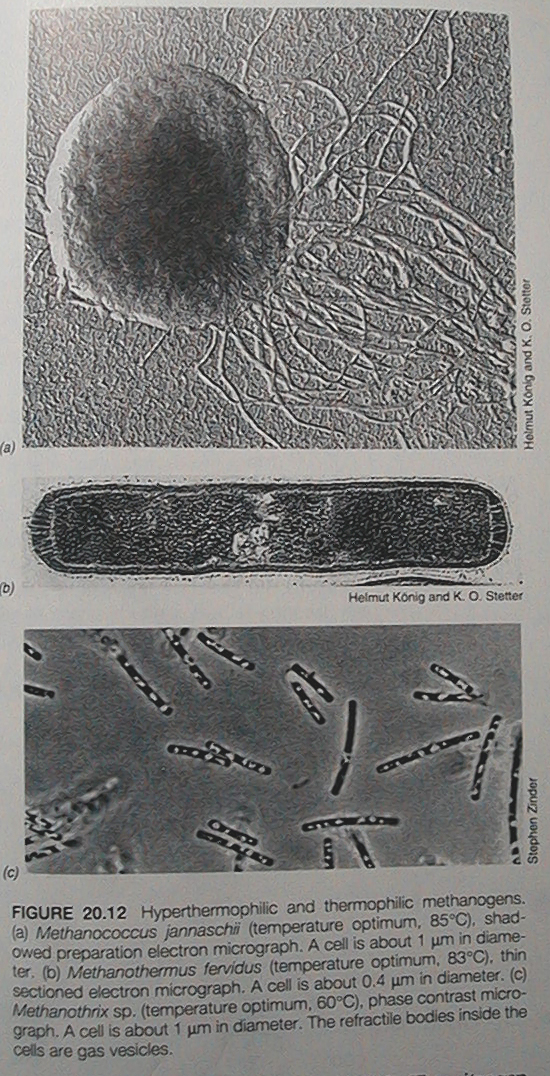 Helmut König and K. O. Stetter
(a)
(b)
Helmut König and K. O. Stetter
Stephen Zinder
(c)
FIGURE 20.12 Hyperthermophilic and thermophilic methanogens.
(a) Methanococcus jannaschii (temperature optimum, 85°C), shad-
owed preparation electron micrograph. A cell is about 1 μm in diame-
ter. (b) Methanothermus fervidus (temperature optimum, 83°C), thin
sectioned electron micrograph. A cell is about 0.4 μm in diameter. (c)
Methanothrix sp. (temperature optimum, 60°C), phase contrast micro-
graph. A cell is about 1 μm in diameter. The refractile bodies inside the
cells are gas vesicles.